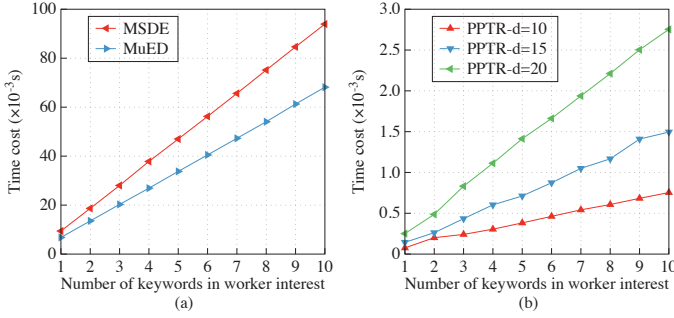 100
80
60
40
20
0
Time cost (×10⁻³s)
MSDE
MuED
1 2 3 4 5 6 7 8 9 10
Number of keywords in worker interest
(a)
3.0
2.5
2.0
1.5
1.0
0.5
0
Time cost (×10⁻³s)
PPTR-d=10
PPTR-d=15
PPTR-d=20
1 2 3 4 5 6 7 8 9 10
Number of keywords in worker interest
(b)